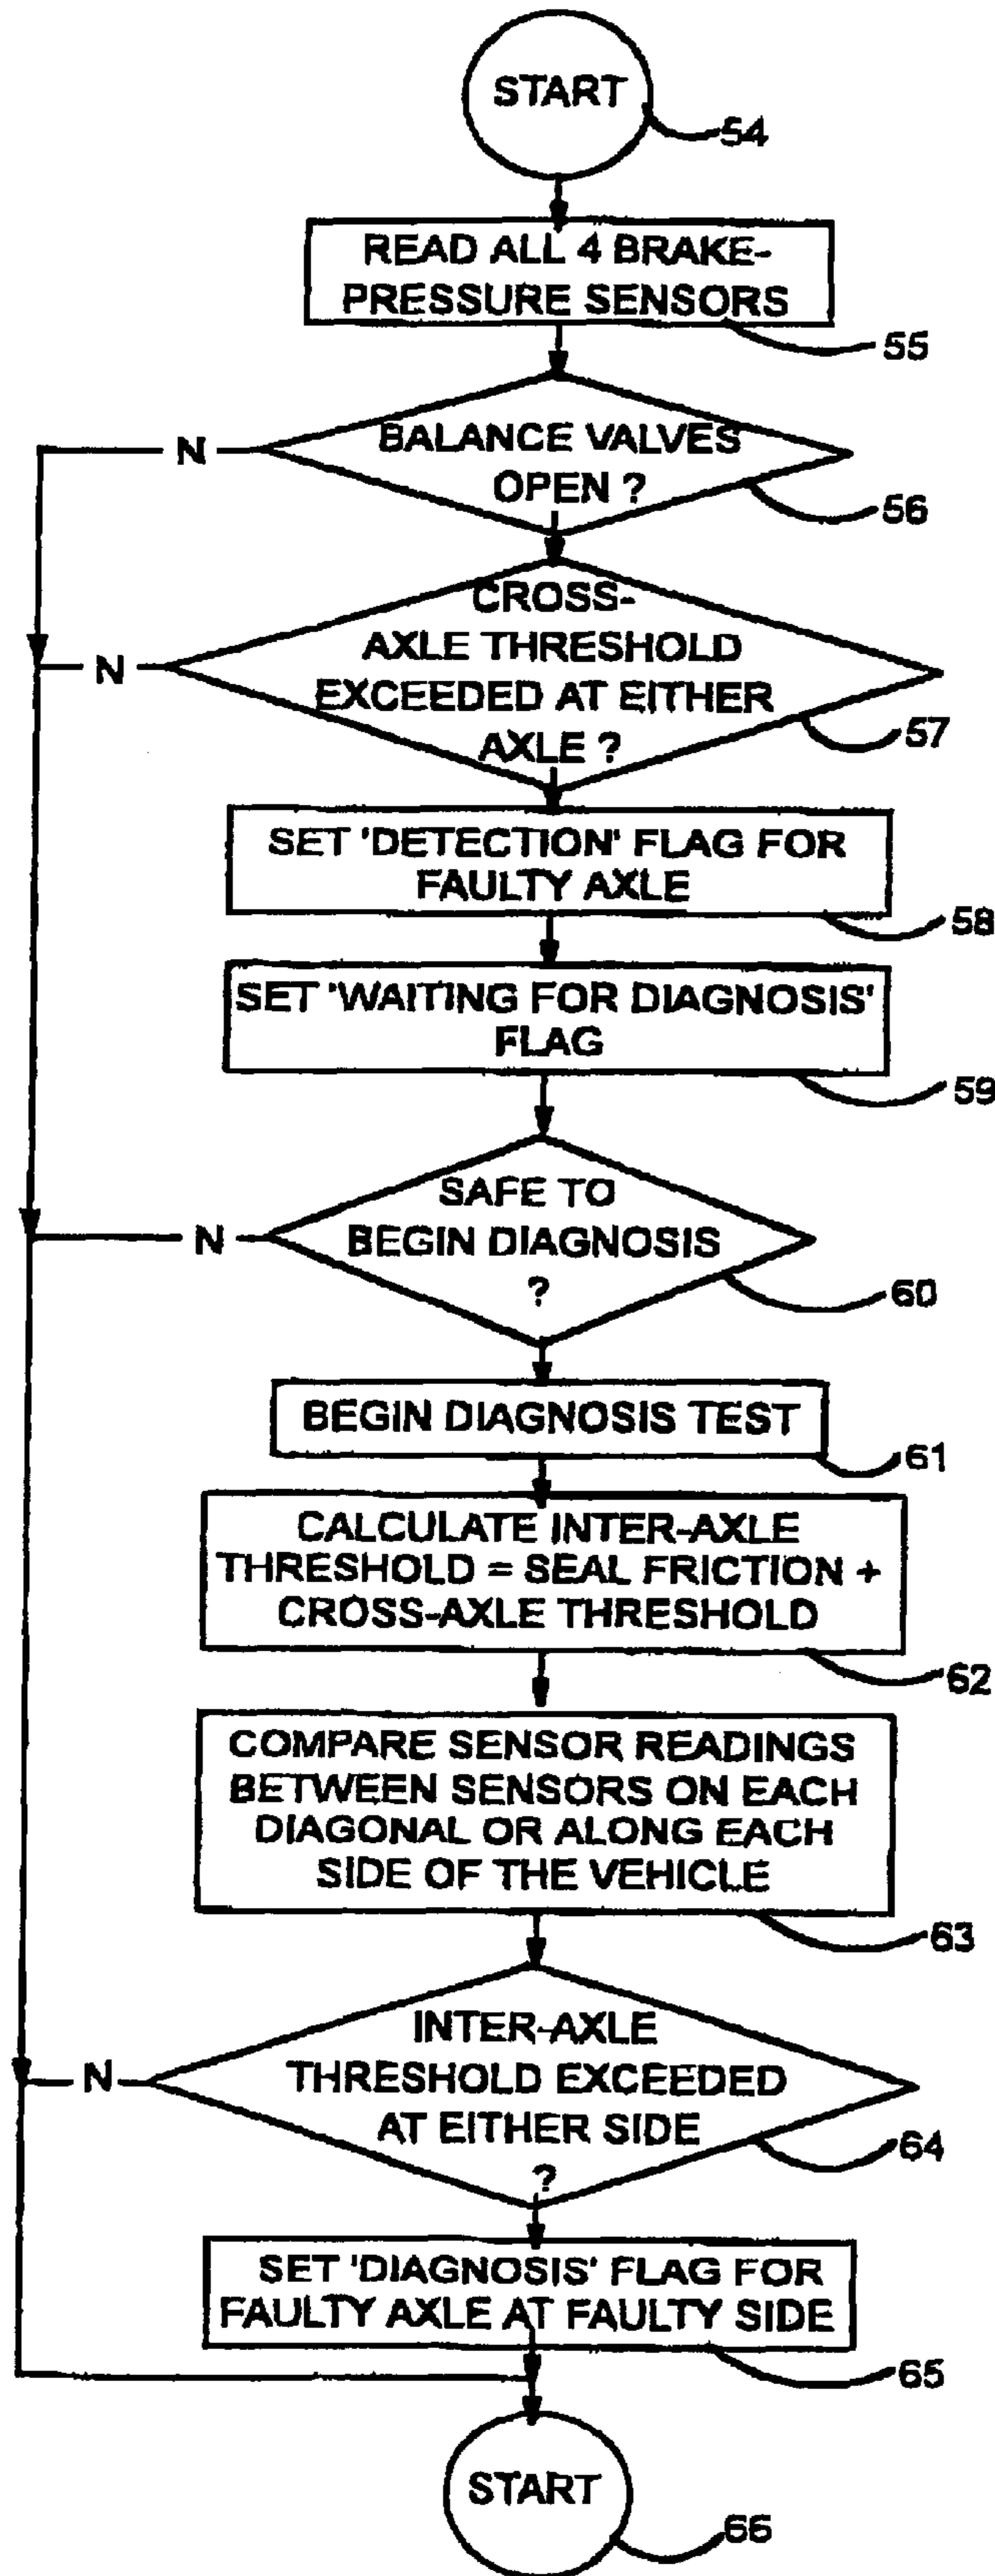 START
54
READ ALL 4 BRAKE-
PRESSURE SENSORS
55
N
BALANCE VALVES
OPEN ?
56
N
CROSS-
AXLE THRESHOLD
EXCEEDED AT EITHER
AXLE ?
57
SET 'DETECTION' FLAG FOR
FAULTY AXLE
58
SET 'WAITING FOR DIAGNOSIS'
FLAG
59
N
SAFE TO
BEGIN DIAGNOSIS
?
60
BEGIN DIAGNOSIS TEST
61
CALCULATE INTER-AXLE
THRESHOLD = SEAL FRICTION +
CROSS-AXLE THRESHOLD
62
COMPARE SENSOR READINGS
BETWEEN SENSORS ON EACH
DIAGONAL OR ALONG EACH
SIDE OF THE VEHICLE
63
N
INTER-AXLE
THRESHOLD EXCEEDED
AT EITHER SIDE
?
64
SET 'DIAGNOSIS' FLAG FOR
FAULTY AXLE AT FAULTY SIDE
65
START
66